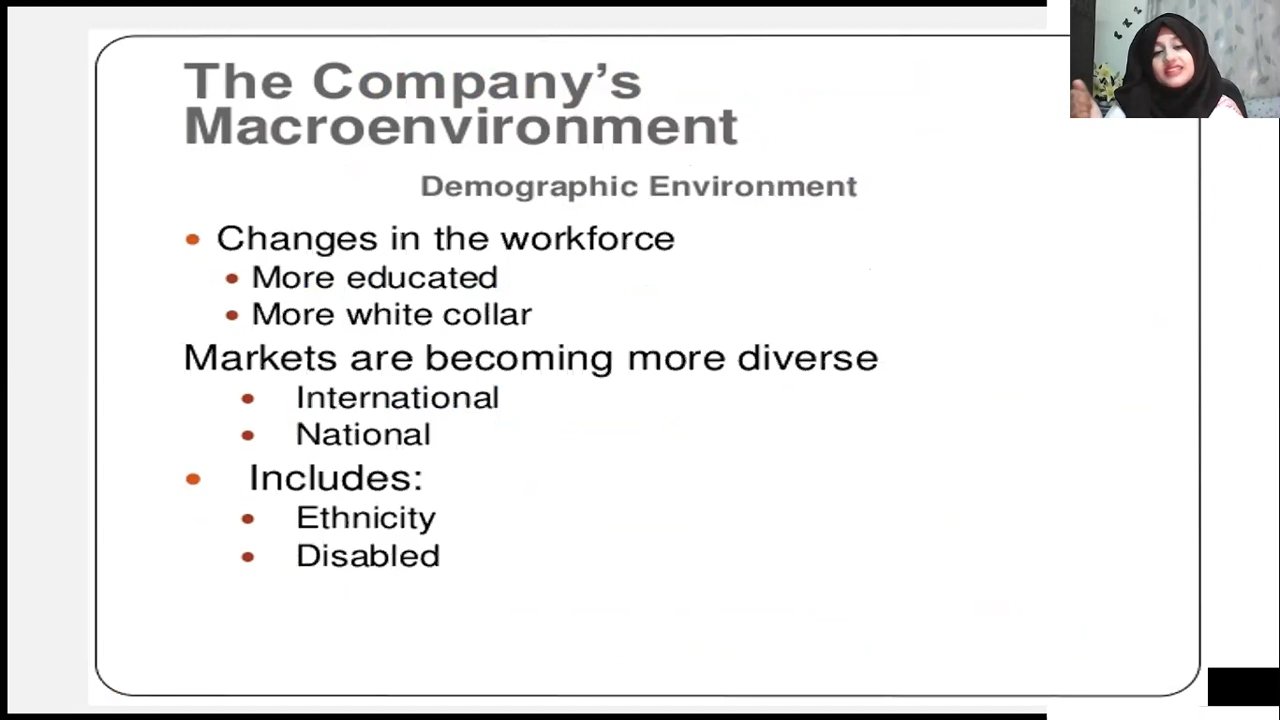 The Company's
Macroenvironment
Demographic Environment
• Changes in the workforce
• More educated
• More white collar
Markets are becoming more diverse
• International
• National
• Includes:
• Ethnicity
• Disabled